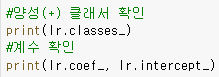 #양성(+) 클래서 확인
print(lr.classes_)
#계수 확인
print(lr.coef_, lr.intercept_)